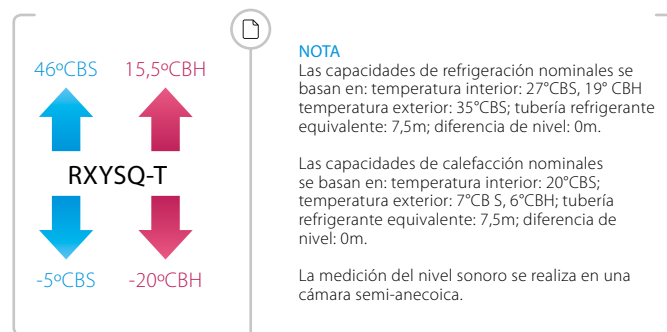 46ºCBS 15,5ºCBH
RXYSQ-T
-5ºCBS -20ºCBH
NOTA
Las capacidades de refrigeración nominales se
basan en: temperatura interior: 27°CBS, 19° CBH
temperatura exterior: 35°CBS; tubería refrigerante
equivalente: 7,5m; diferencia de nivel: 0m.
Las capacidades de calefacción nominales
se basan en: temperatura interior: 20°CBS;
temperatura exterior: 7°CB S, 6°CBH; tubería
refrigerante equivalente: 7,5m; diferencia de
nivel: 0m.
La medición del nivel sonoro se realiza en una
cámara semi-anecoica.